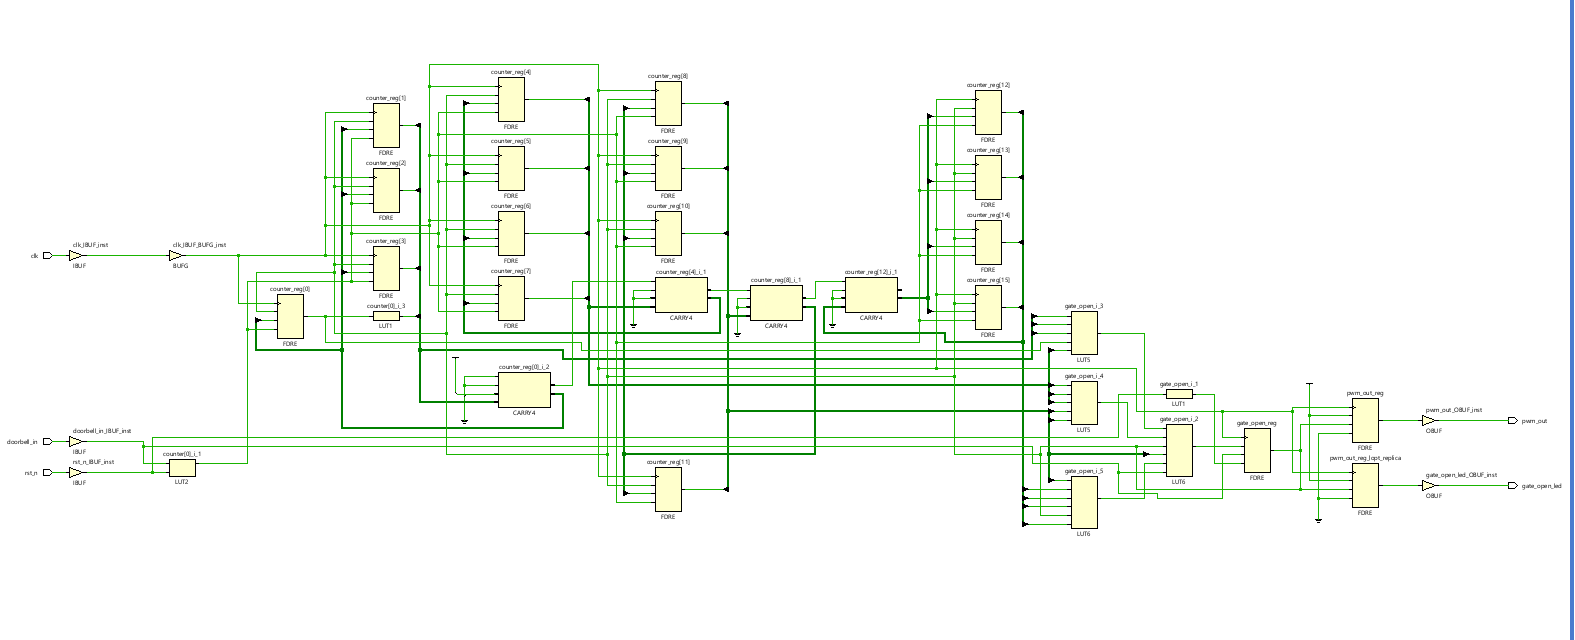 counter_reg[4]
FDRE
counter_reg[8]
FDRE
counter_reg[12]
FDRE
counter_reg[1]
FDRE
counter_reg[5]
FDRE
counter_reg[9]
FDRE
counter_reg[13]
FDRE
counter_reg[2]
FDRE
counter_reg[6]
FDRE
counter_reg[10]
FDRE
counter_reg[14]
FDRE
clk
clk_IBUF_inst
IBUF
clk_IBUF_BUFG_inst
BUFG
counter_reg[3]
FDRE
counter_reg[7]
FDRE
counter_reg[4]_i_1
CARRY4
counter_reg[8]_i_1
CARRY4
counter_reg[12]_i_1
CARRY4
counter_reg[15]
FDRE
counter_reg[0]
FDRE
counter[0]_i_3
LUT1
gate_open_i_3
LUT5
counter_reg[0]_i_2
CARRY4
gate_open_i_4
LUT5
gate_open_i_1
LUT1
pwm_out_reg
FDRE
pwm_out_OBUF_inst
OBUF
pwm_out
doorbell_in
doorbell_in_IBUF_inst
IBUF
gate_open_i_2
LUT6
gate_open_reg
FDRE
rst_n
rst_n_IBUF_inst
IBUF
counter[0]_i_1
LUT2
counter_reg[11]
FDRE
gate_open_i_5
LUT6
pwm_out_reg_lopt_replica
FDRE
gate_open_led_OBUF_inst
OBUF
gate_open_led